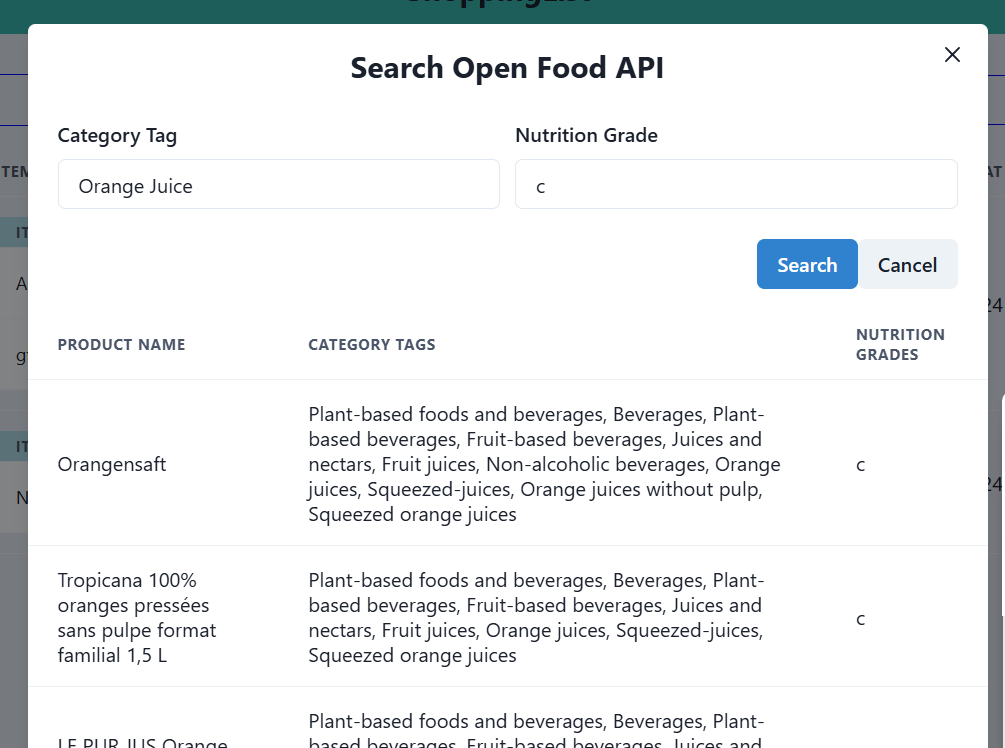 Search Open Food API
Category Tag
Nutrition Grade
Orange Juice
c
Search
Cancel
PRODUCT NAME
CATEGORY TAGS
NUTRITION
GRADES
Orangensaft
Plant-based foods and beverages, Beverages, Plant-
based beverages, Fruit-based beverages, Juices and
nectars, Fruit juices, Non-alcoholic beverages, Orange
juices, Squeezed-juices, Orange juices without pulp,
Squeezed orange juices
c
Tropicana 100%
oranges pressées
sans pulpe format
familial 1,5 L
Plant-based foods and beverages, Beverages, Plant-
based beverages, Fruit-based beverages, Juices and
nectars, Fruit juices, Orange juices, Squeezed-juices,
Squeezed orange juices
c
LE PUR JUS Orange
Plant-based foods and beverages, Beverages, Plant-
based beverages, Fruit-based beverages, Juices and